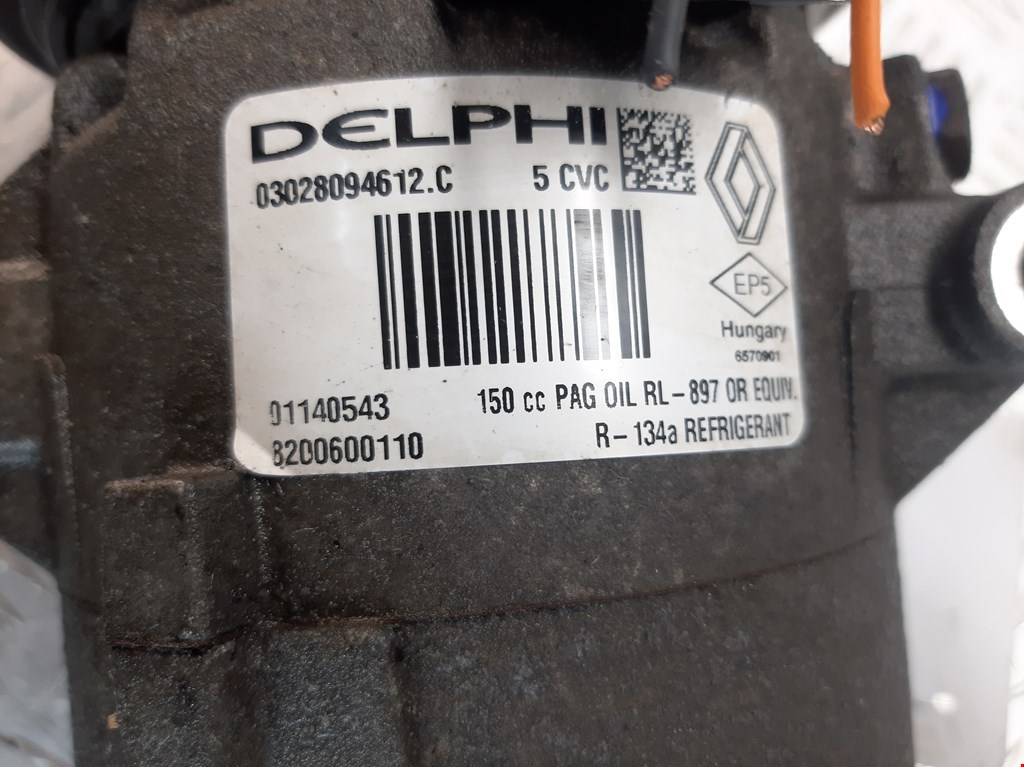 DELPHI
03028094612.C 5 CVC
EP5
Hungary
6570901
01140543 150 cc PAG OIL RL-897 OR EQUIV.
8200600110 R-134a REFRIGERANT